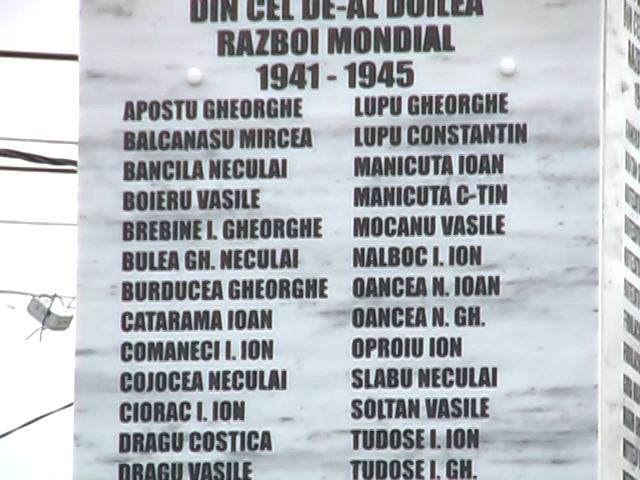 DIN CEL DE-AL DOILEA
RAZBOI MONDIAL
1941 - 1945
APOSTU GHEORGHE
BALCANASU MIRCEA
BANCILA NECULAI
BOIERU VASILE
BREBINE I. GHEORGHE
BULEA GH. NECULAI
BURDUCEA GHEORGHE
CATARAMA IOAN
COMANECI I. ION
COJOCEA NECULAI
CIORAC I. ION
DRAGU COSTICA
DRAGU VASILE
LUPU GHEORGHE
LUPU CONSTANTIN
MANICUTA IOAN
MANICUTA C-TIN
MOCANU VASILE
NALBOC I. ION
OANCEA N. IOAN
OANCEA N. GH.
OPROIU ION
SLABU NECULAI
SOLTAN VASILE
TUDOSE I. ION
TUDOSE I. GH.